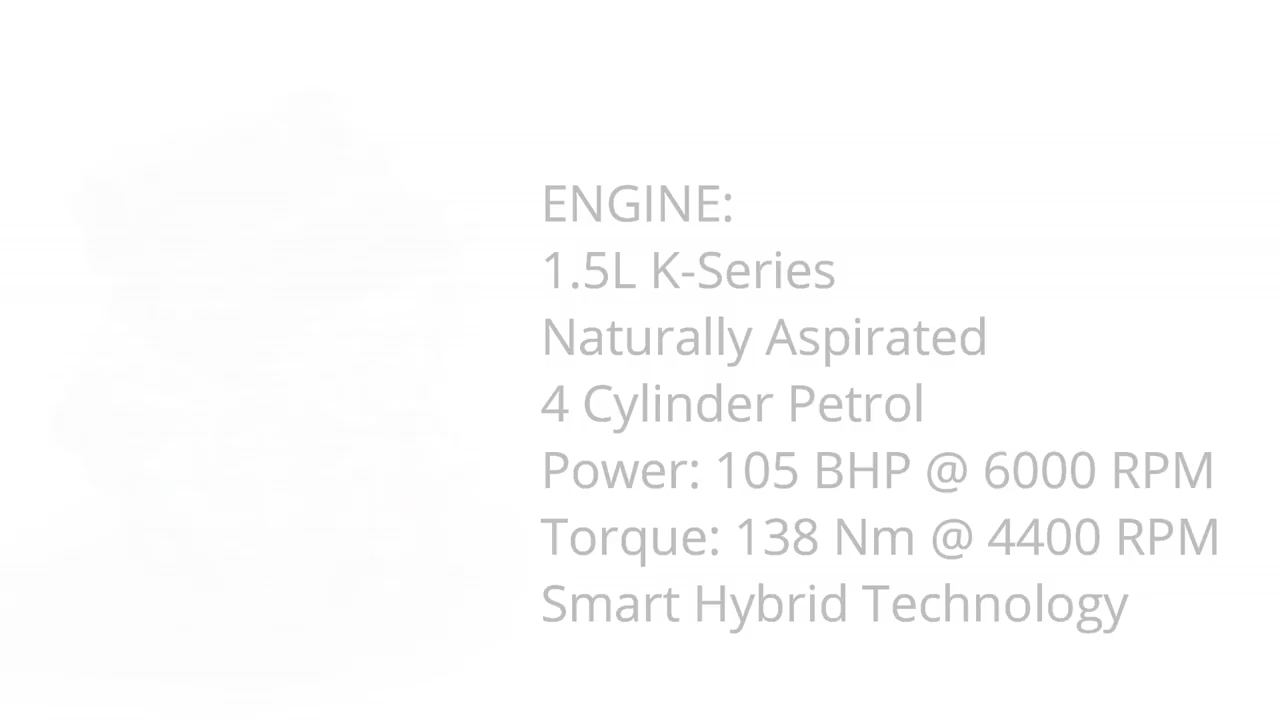 ENGINE:
1.5L K-Series
Naturally Aspirated
4 Cylinder Petrol
Power: 105 BHP @ 6000 RPM
Torque: 138 Nm @ 4400 RPM
Smart Hybrid Technology